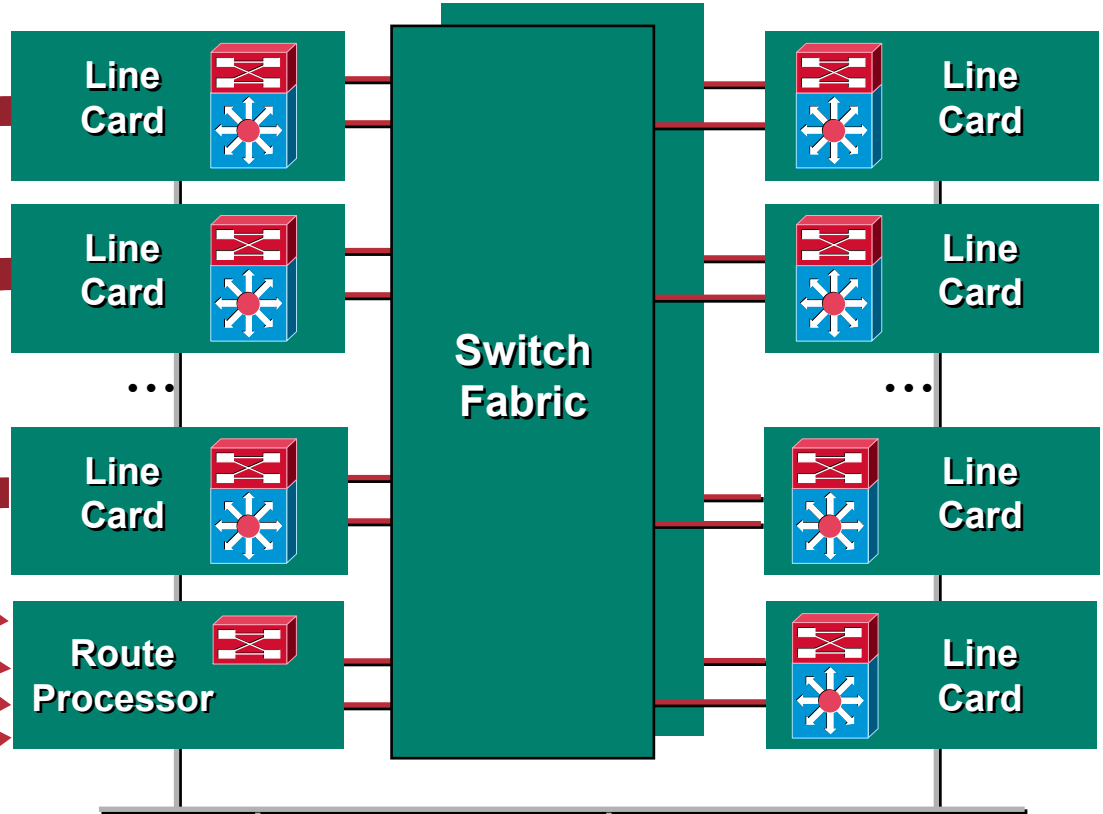 Line
Card
Line
Card
...
Line
Card
Route
Processor
Switch
Fabric
Line
Card
Line
Card
...
Line
Card
Line
Card